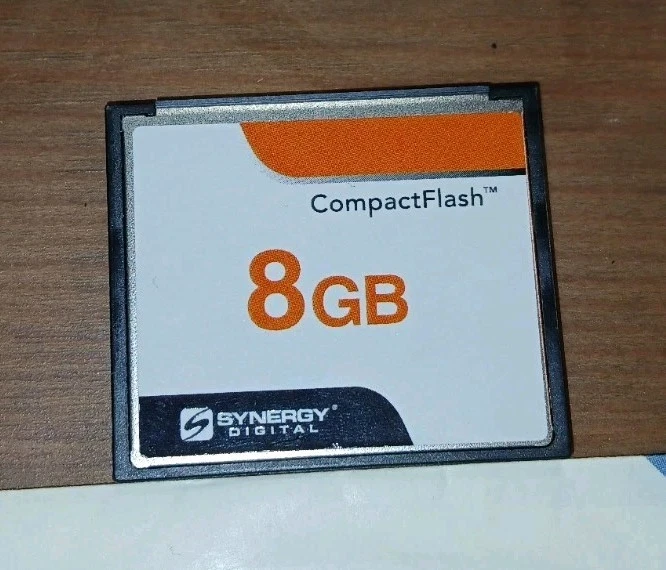 CompactFlash™
8GB
SYNERGY®
DIGITAL